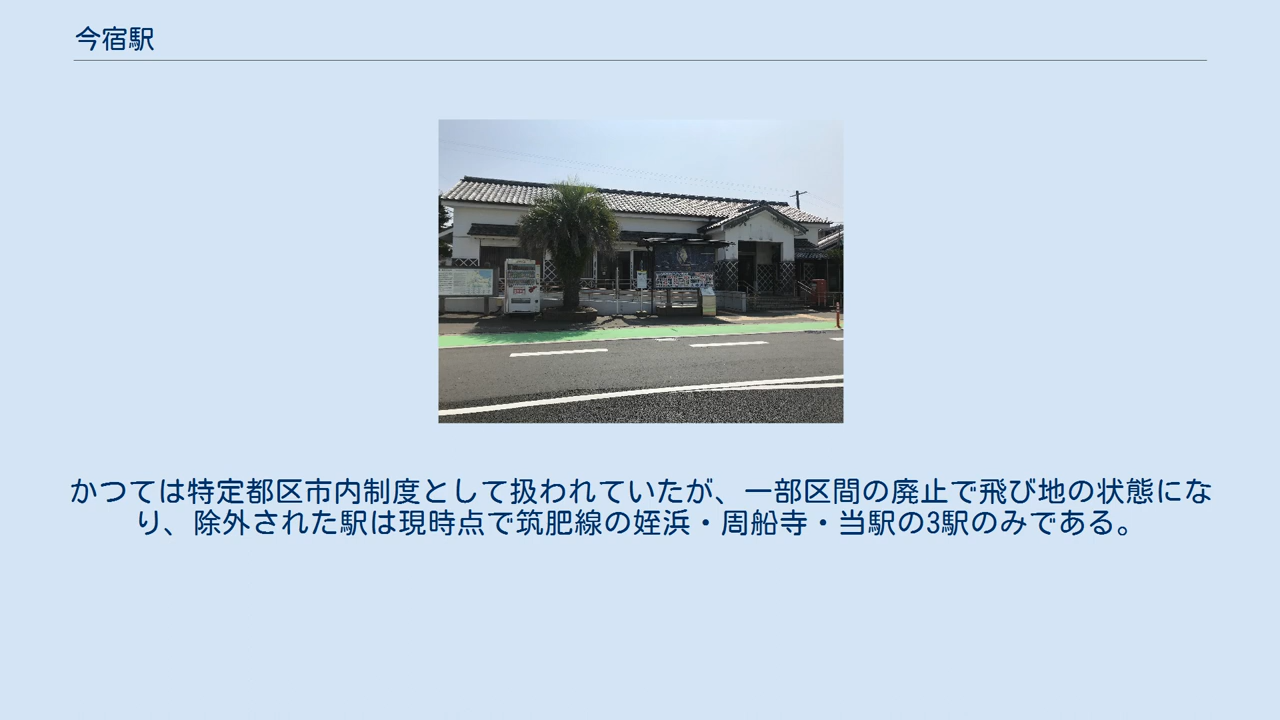 今宿駅
かつては特定都区市内制度として扱われていたが、一部区間の廃止で飛び地の状態にな
り、除外された駅は現時点で筑肥線の姪浜・周船寺・当駅の3駅のみである。